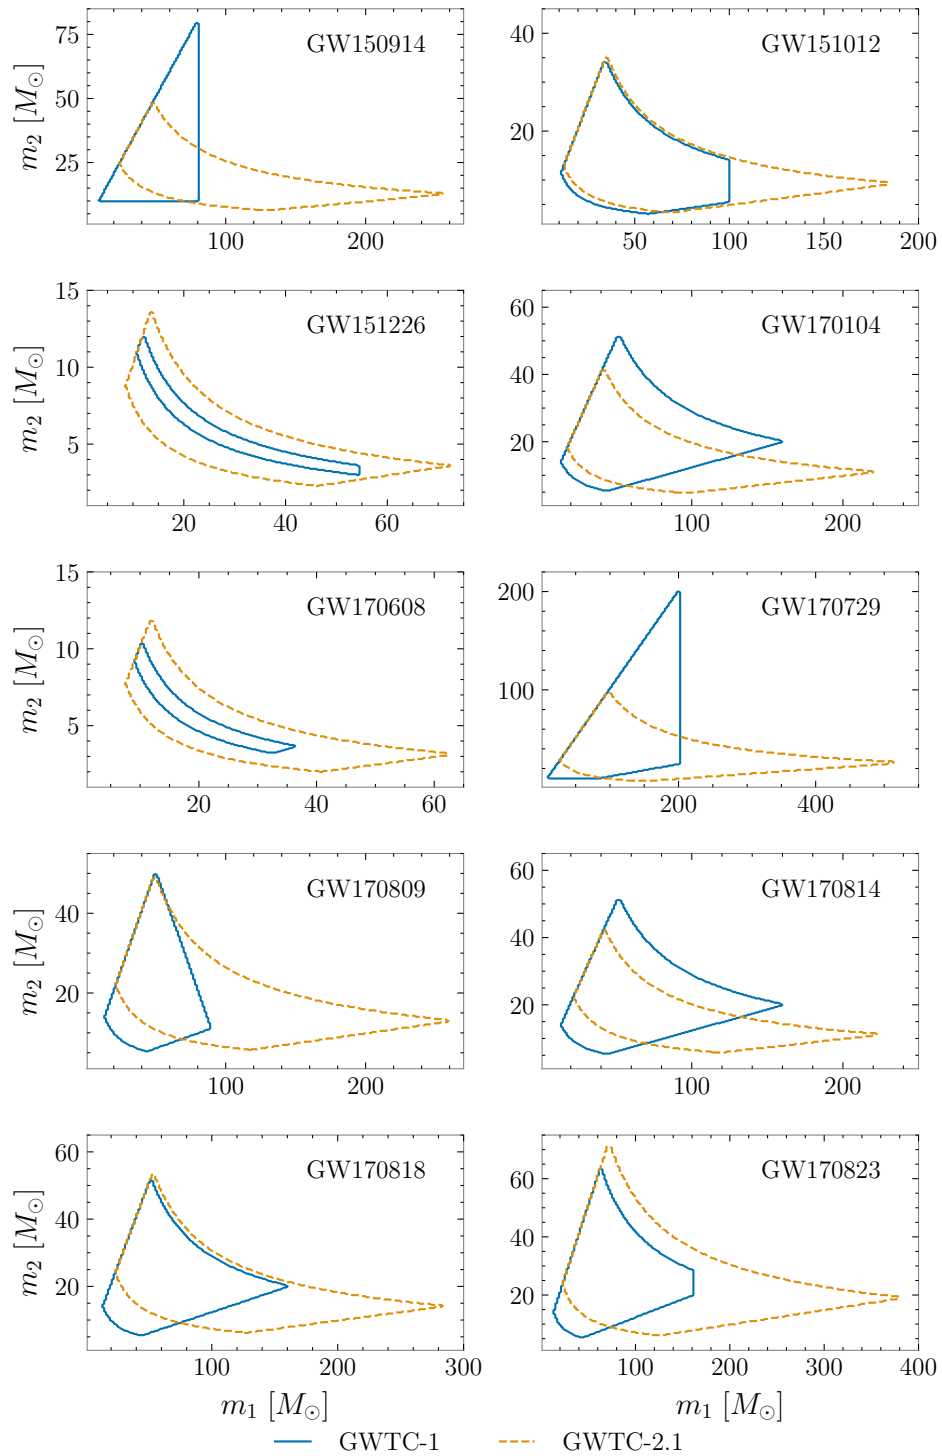 GW150914
75
50
25
m₂ [M⊙]
100 200
GW151012
40
20
50 100 150 200
GW151226
15
10
5
m₂ [M⊙]
20 40 60
GW170104
60
40
20
100 200
GW170608
15
10
5
m₂ [M⊙]
20 40 60
GW170729
200
100
200 400
GW170809
40
20
m₂ [M⊙]
100 200
GW170814
60
40
20
100 200
GW170818
60
40
20
m₂ [M⊙]
100 200 300
m₁ [M⊙]
GW170823
60
40
20
100 200 300 400
m₁ [M⊙]
GWTC-1 GWTC-2.1